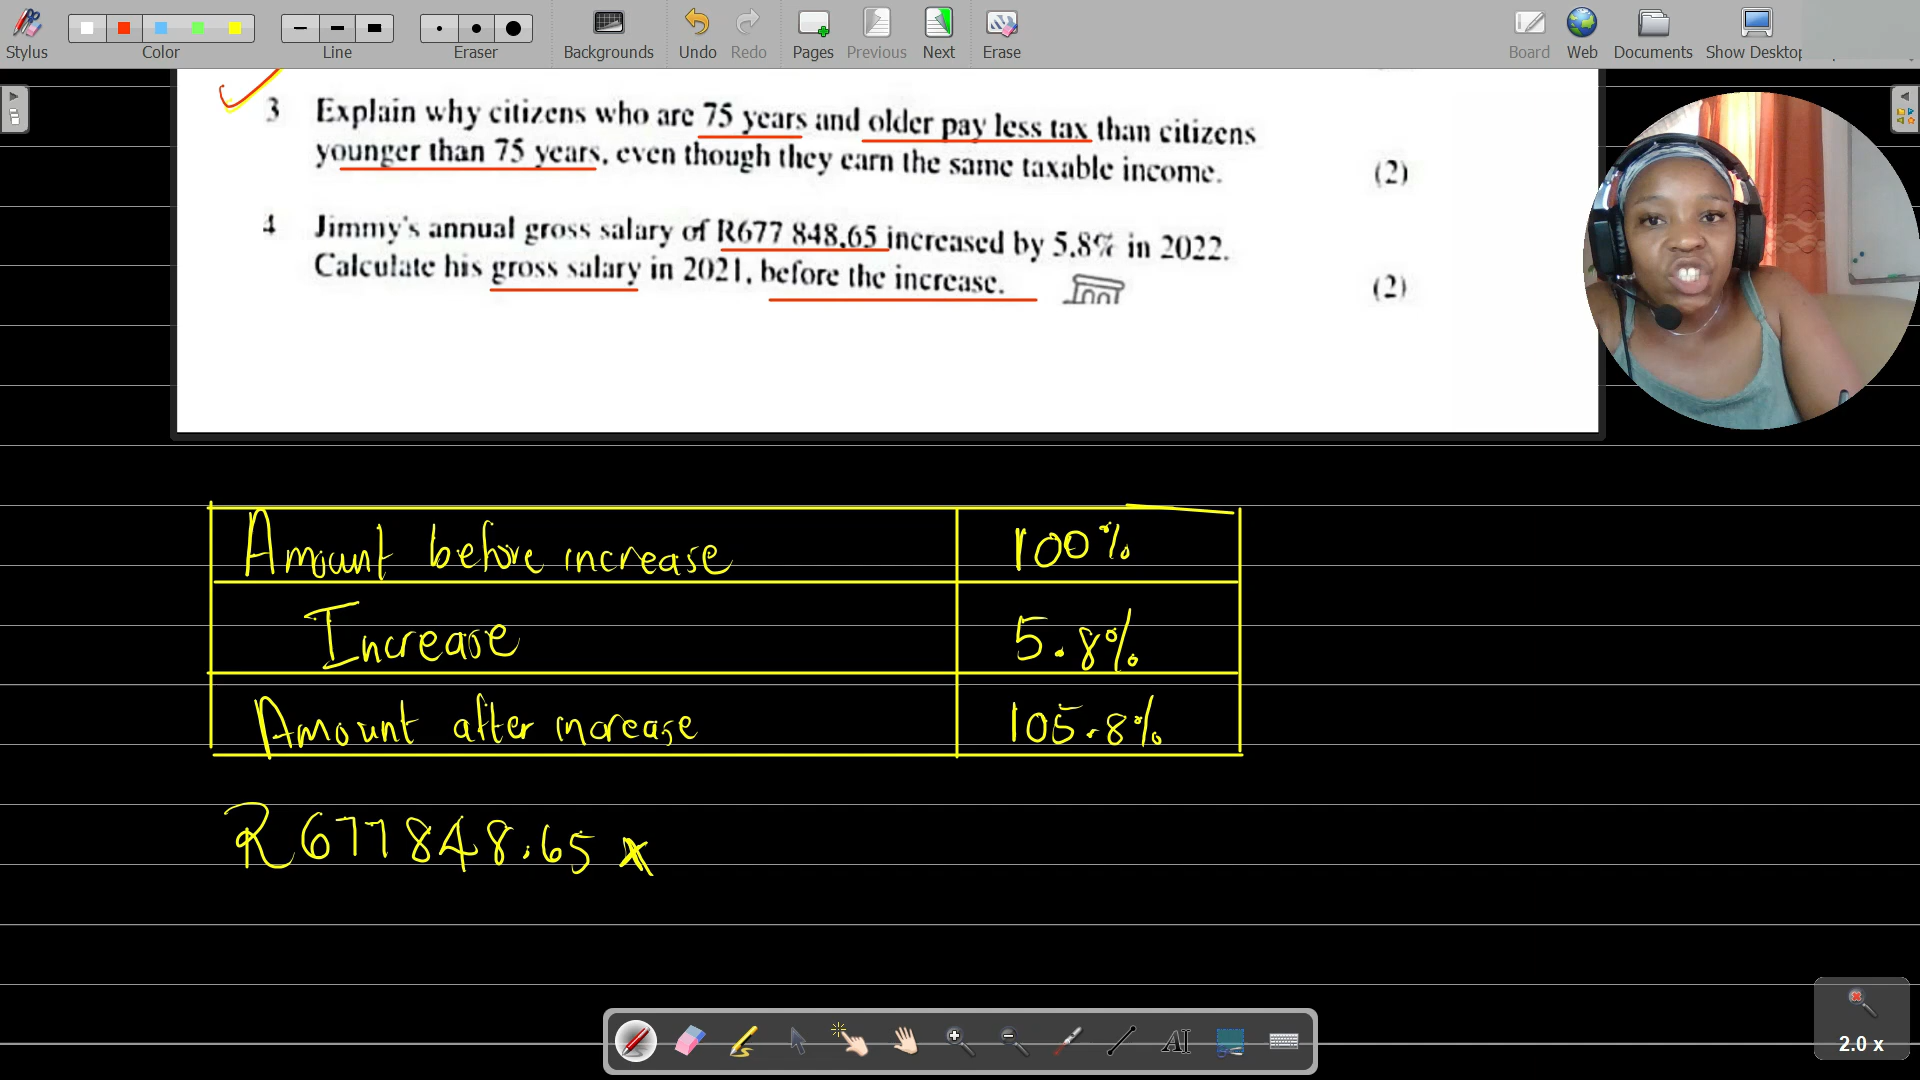 Stylus
Color
Line
Eraser
Backgrounds
Undo
Redo
Pages
Previous
Next
Erase
Board
Web
Documents
Show Desktop
3 Explain why citizens who are 75 years and older pay less tax than citizens
younger than 75 years, even though they earn the same taxable income. (2)
4 Jimmy's annual gross salary of R677 848,65 increased by 5,8% in 2022.
Calculate his gross salary in 2021, before the increase. (2)
Amount before increase 100%
Increase 5.8%
Amount after increase 105.8%
R677848.65 x
AI
2.0 x